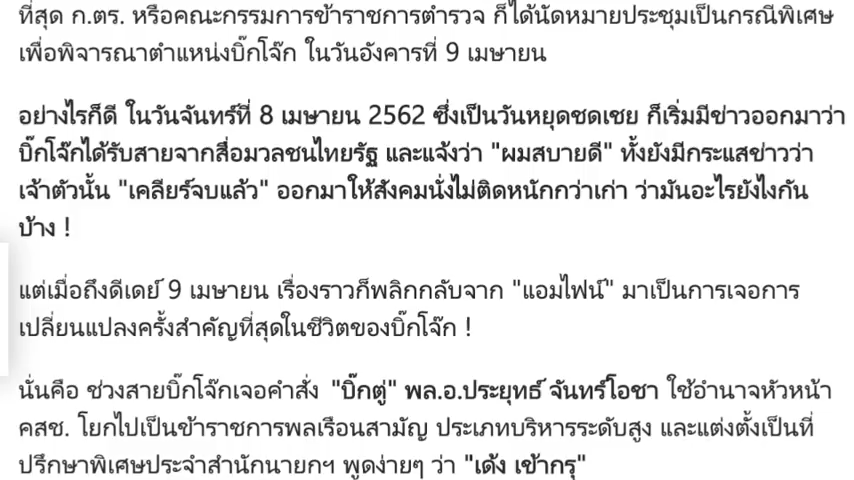 ที่สุด ก.ตร. หรือคณะกรรมการข้าราชการตำรวจ ก็ได้นัดหมายประชุมเป็นกรณีพิเศษ
เพื่อพิจารณาตำแหน่งบิ๊กโจ๊ก ในวันอังคารที่ 9 เมษายน
อย่างไรก็ดี ในวันจันทร์ที่ 8 เมษายน 2562 ซึ่งเป็นวันหยุดชดเชย ก็เริ่มมีข่าวออกมาว่า
บิ๊กโจ๊กได้รับสายจากสื่อมวลชนไทยรัฐ และแจ้งว่า "ผมสบายดี" ทั้งยังมีกระแสข่าวว่า
เจ้าตัวนั้น "เคลียร์จบแล้ว" ออกมาให้สังคมนั่งไม่ติดหนักกว่าเก่า ว่ามันอะไรยังไงกัน
บ้าง !
แต่เมื่อถึงดีเดย์ 9 เมษายน เรื่องราวก็พลิกกลับจาก "แอมไฟน์" มาเป็นการเจอการ
เปลี่ยนแปลงครั้งสำคัญที่สุดในชีวิตของบิ๊กโจ๊ก !
นั่นคือ ช่วงสายบิ๊กโจ๊กเจอคำสั่ง "บิ๊กตู่" พล.อ.ประยุทธ์ จันทร์โอชา ใช้อำนาจหัวหน้า
คสช. โยกไปเป็นข้าราชการพลเรือนสามัญ ประเภทบริหารระดับสูง และแต่งตั้งเป็นที่
ปรึกษาพิเศษประจำสำนักนายกฯ พูดง่ายๆ ว่า "เด้ง เข้ากรุ"